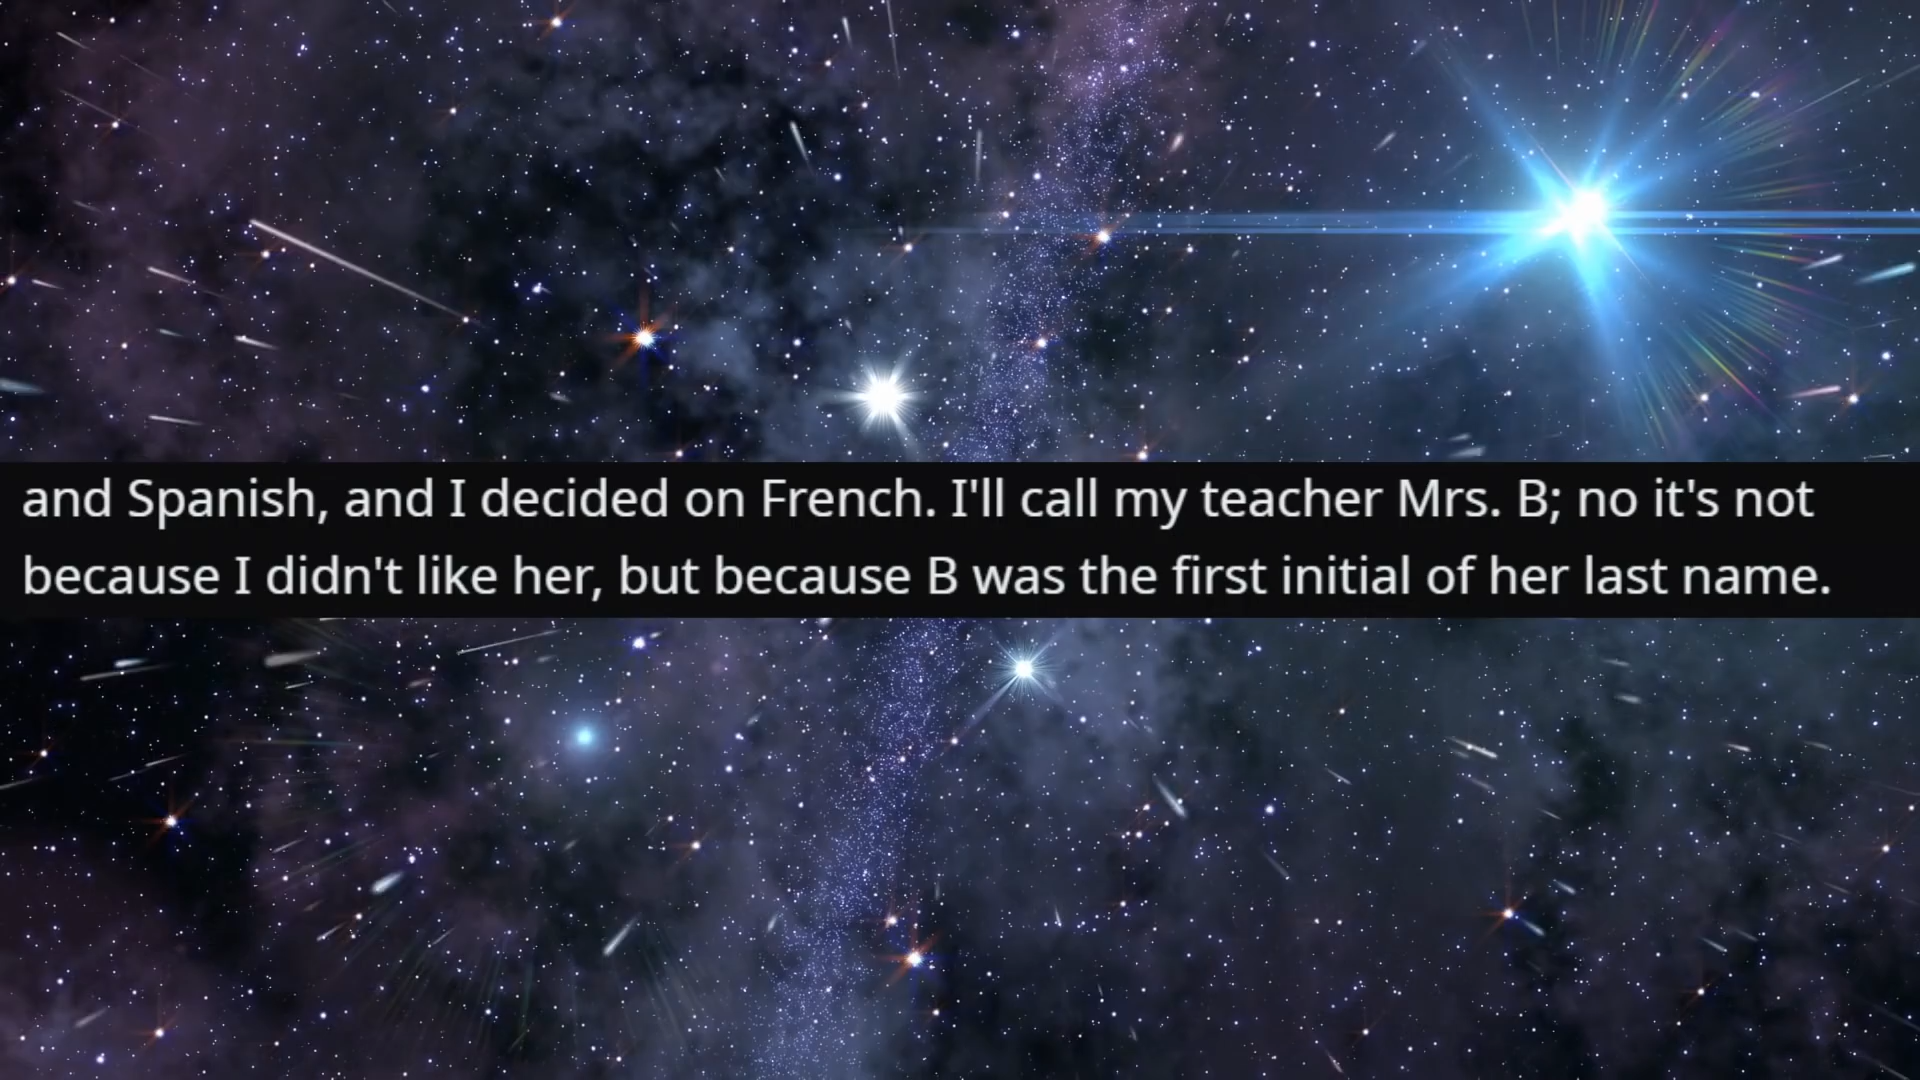 and Spanish, and I decided on French. I'll call my teacher Mrs. B; no it's not
because I didn't like her, but because B was the first initial of her last name.